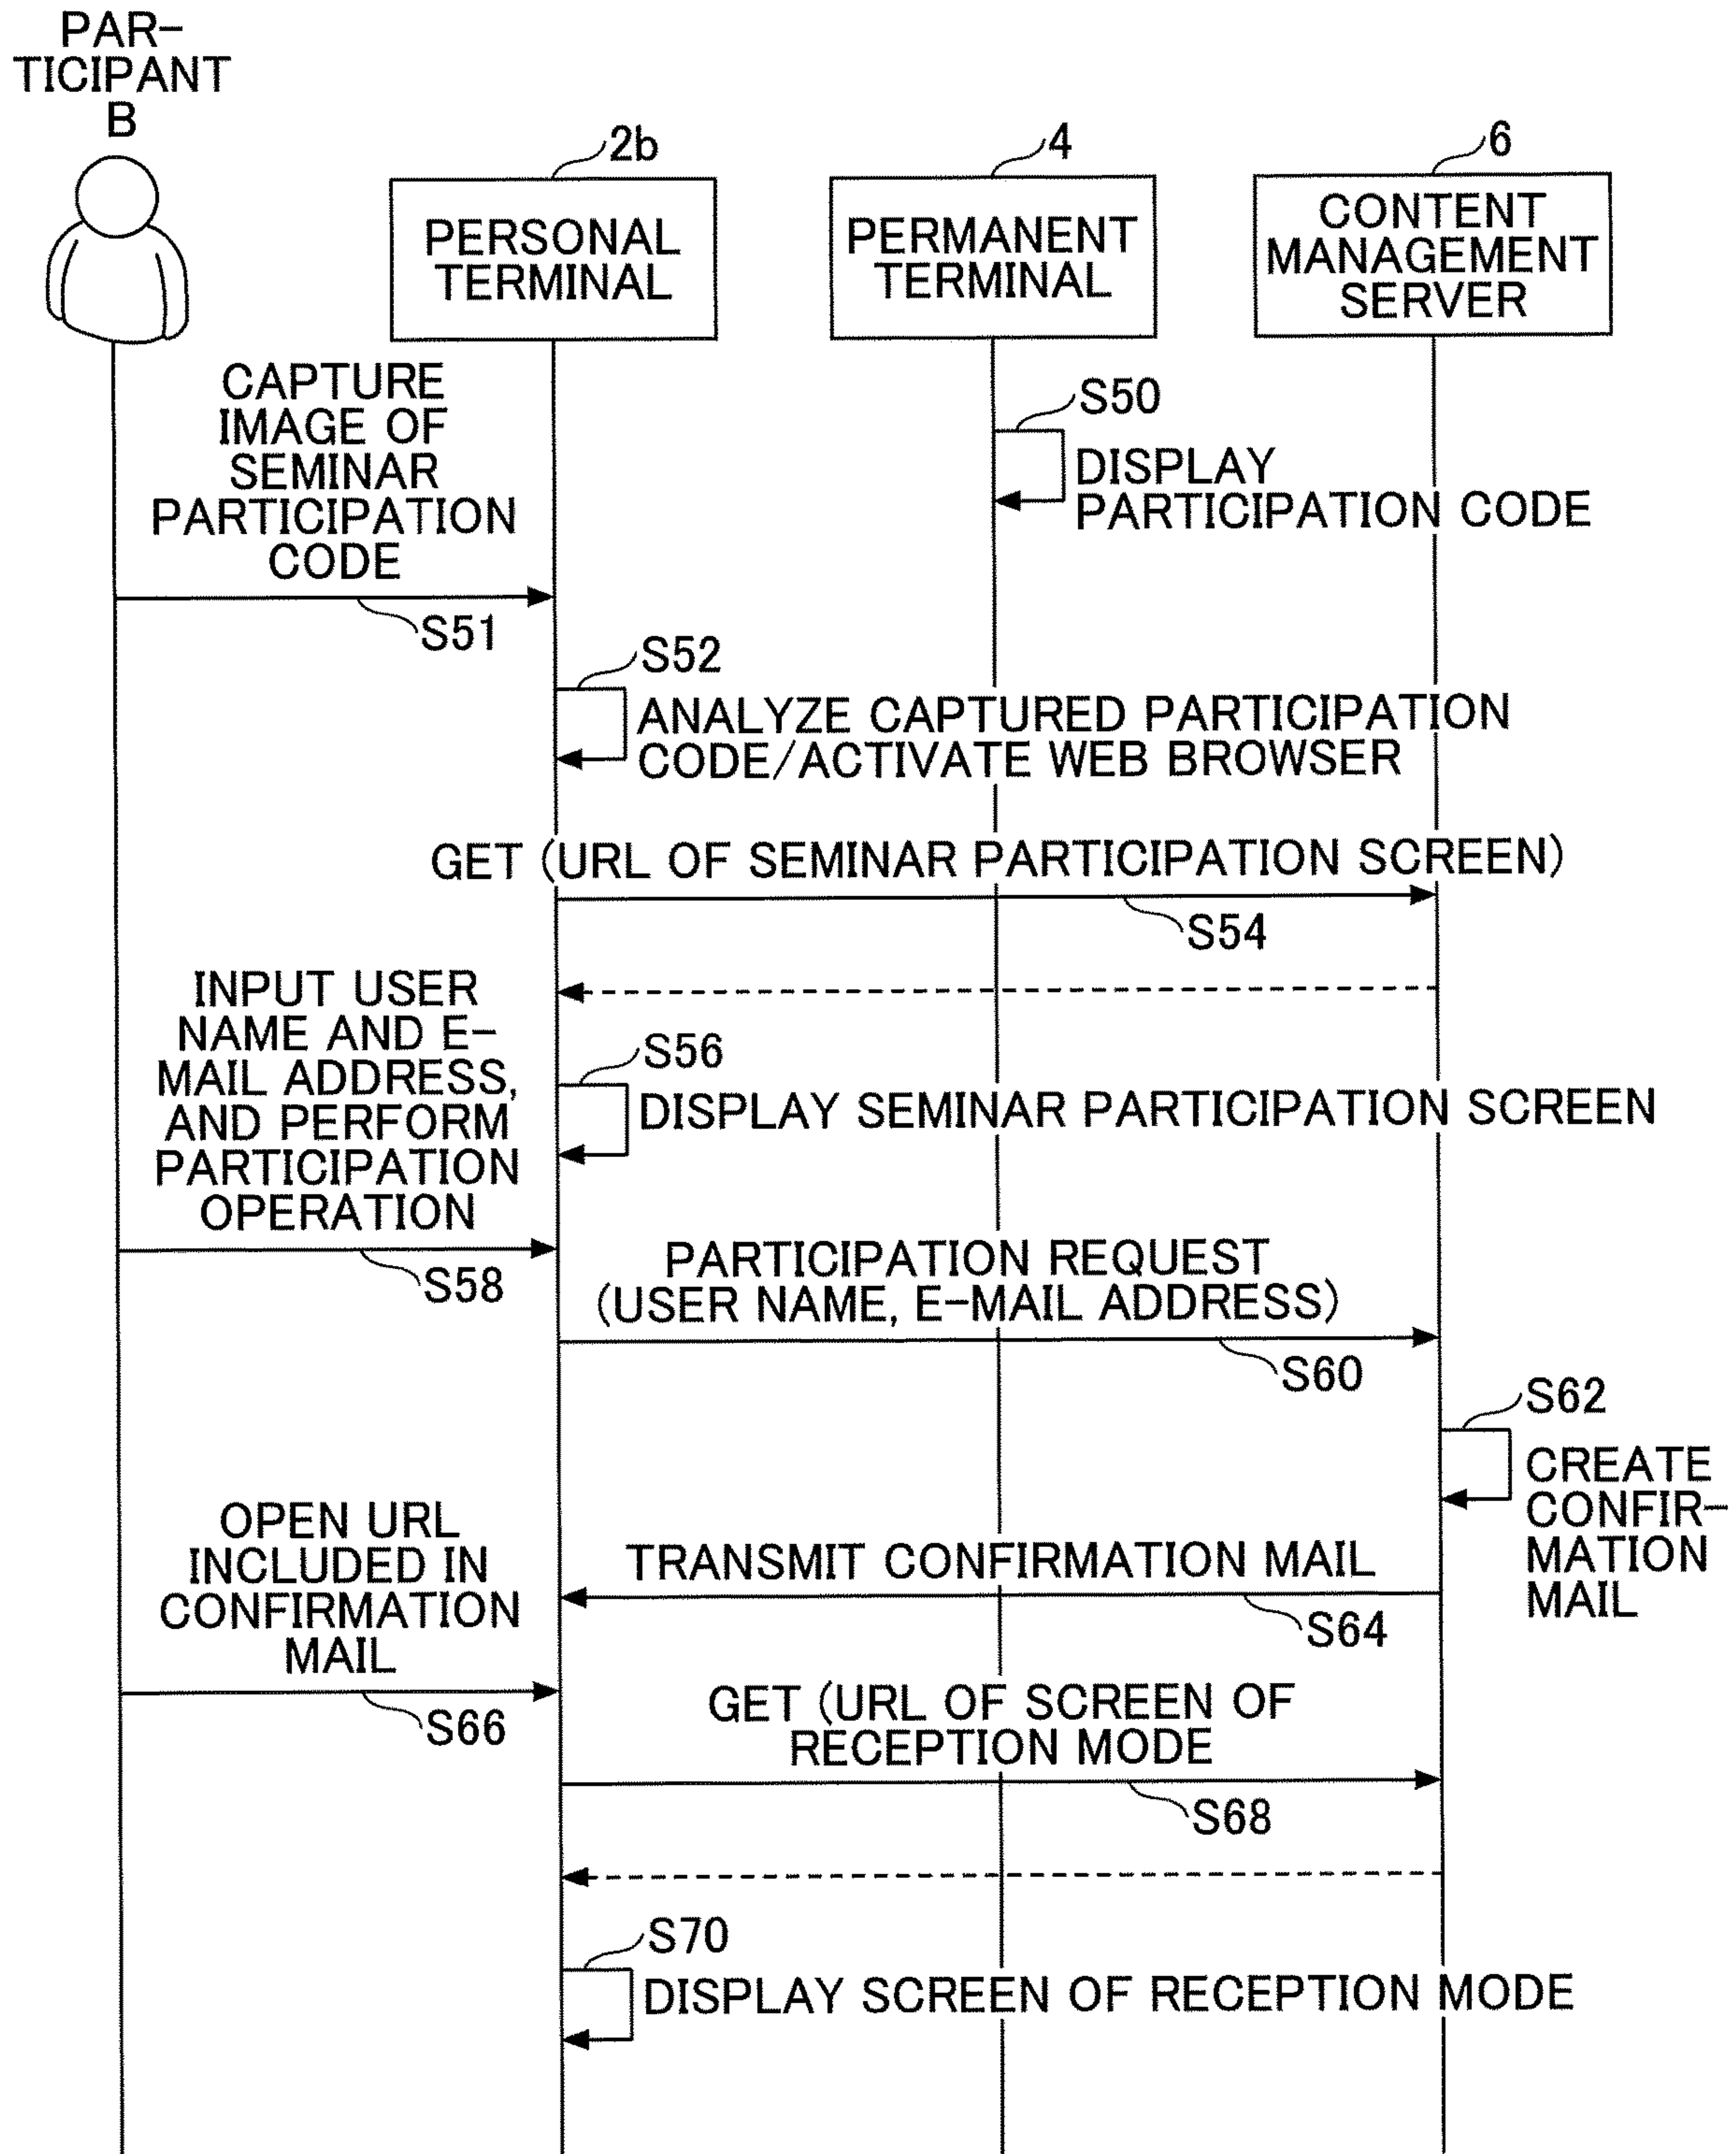 PAR-
TICIPANT
B
2b
4
6
PERSONAL
TERMINAL
PERMANENT
TERMINAL
CONTENT
MANAGEMENT
SERVER
CAPTURE
IMAGE OF
SEMINAR
PARTICIPATION
CODE
S50
DISPLAY
PARTICIPATION CODE
S51
S52
ANALYZE CAPTURED PARTICIPATION
CODE/ACTIVATE WEB BROWSER
GET (URL OF SEMINAR PARTICIPATION SCREEN)
S54
INPUT USER
NAME AND E-
MAIL ADDRESS,
AND PERFORM
PARTICIPATION
OPERATION
S56
DISPLAY SEMINAR PARTICIPATION SCREEN
S58
PARTICIPATION REQUEST
(USER NAME, E-MAIL ADDRESS)
S60
S62
CREATE
CONFIR-
MATION
MAIL
OPEN URL
INCLUDED IN
CONFIRMATION
MAIL
TRANSMIT CONFIRMATION MAIL
S64
S66
GET (URL OF SCREEN OF
RECEPTION MODE
S68
S70
DISPLAY SCREEN OF RECEPTION MODE